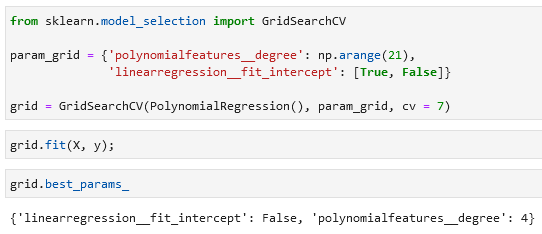 from sklearn.model_selection import GridSearchCV
param_grid = {'polynomialfeatures__degree': np.arange(21),
'linearregression__fit_intercept': [True, False]}
grid = GridSearchCV(PolynomialRegression(), param_grid, cv = 7)
grid.fit(X, y);
grid.best_params_
{'linearregression__fit_intercept': False, 'polynomialfeatures__degree': 4}